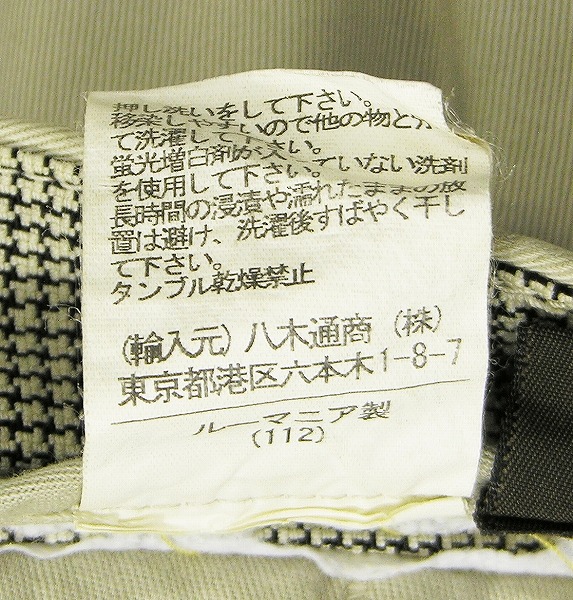 押し洗いをして下さい。
移染しやすいので他の物と分け
て洗濯して下さい。
蛍光増白剤が入っていない洗剤
を使用して下さい。
長時間の浸漬や濡れたままの放
置は避け、洗濯後すばやく干し
て下さい。
タンブル乾燥禁止
(輸入元) 八木通商 (株)
東京都港区六本木1-8-7
ルーマニア製
(112)